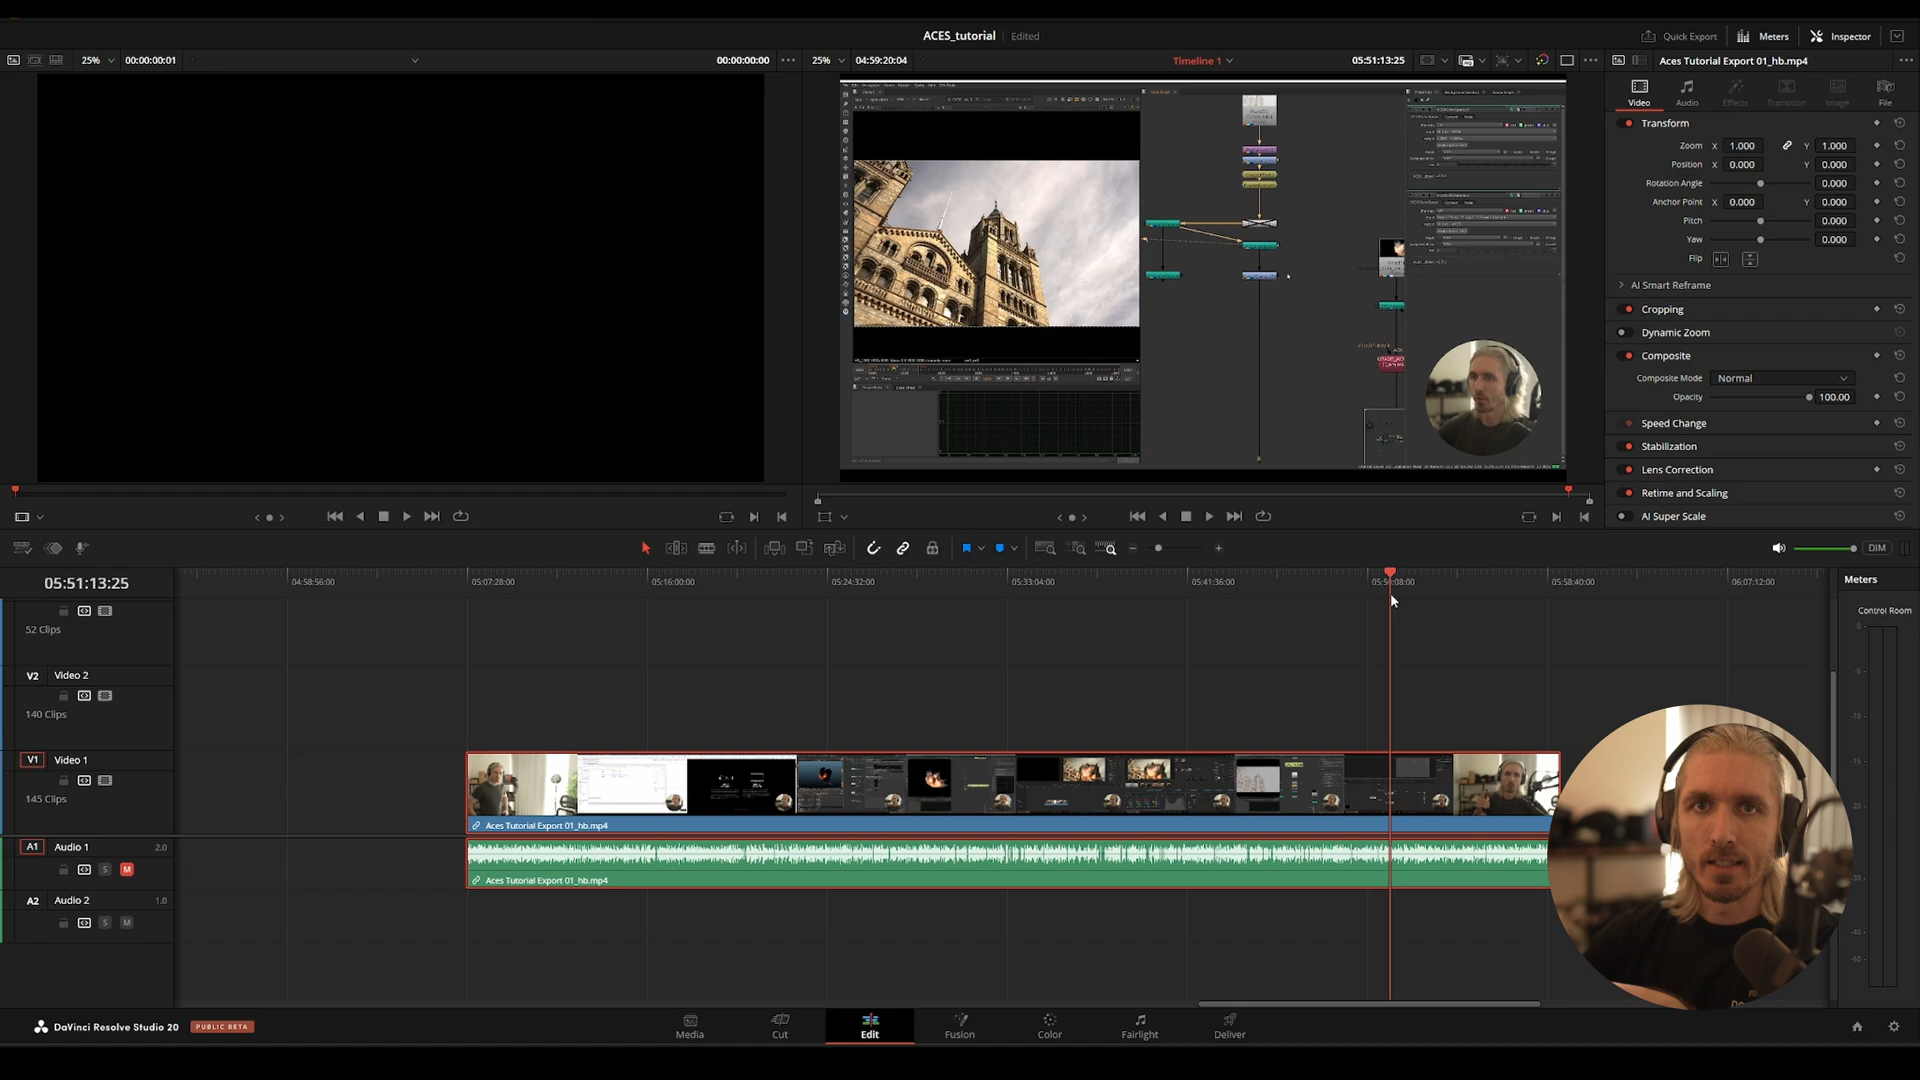 ACES_tutorial Edited
Quick Export Meters Inspector
25% 00:00:00:01 00:00:00:00
25% 04:59:20:04 Timeline 1 05:51:13:25
Aces Tutorial Export 01_hb.mp4
Video Audio Effects Transition Image File
Transform
Zoom X 1.000 Y 1.000
Position X 0.000 Y 0.000
Rotation Angle 0.000
Anchor Point X 0.000 Y 0.000
Pitch 0.000
Yaw 0.000
Flip
AI Smart Reframe
Cropping
Dynamic Zoom
Composite
Composite Mode Normal
Opacity 100.00
Speed Change
Stabilization
Lens Correction
Retime and Scaling
AI Super Scale
DIM
05:51:13:25
04:58:56:00 05:07:28:00 05:16:00:00 05:24:32:00 05:33:04:00 05:41:36:00 05:50:08:00 05:58:40:00 06:07:12:00
Meters
Control Room
0
-5
-10
-15
-20
-30
-40
-50
52 Clips
V2 Video 2
140 Clips
V1 Video 1
145 Clips
Aces Tutorial Export 01_hb.mp4
A1 Audio 1 2.0
S M
Aces Tutorial Export 01_hb.mp4
A2 Audio 2 1.0
S M
DaVinci Resolve Studio 20 PUBLIC BETA
Media Cut Edit Fusion Color Fairlight Deliver